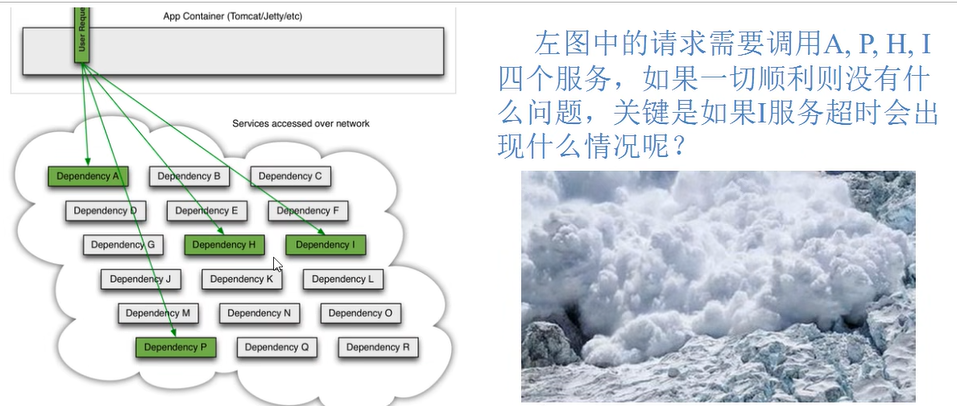 App Container (Tomcat/Jetty/etc)
User Reque
Services accessed over network
Dependency A
Dependency B
Dependency C
Dependency D
Dependency E
Dependency F
Dependency G
Dependency H
Dependency I
Dependency J
Dependency K
Dependency L
Dependency M
Dependency N
Dependency O
Dependency P
Dependency Q
Dependency R
左图中的请求需要调用A, P, H, I
四个服务，如果一切顺利则没有什
么问题，关键是如果I服务超时会出
现什么情况呢？